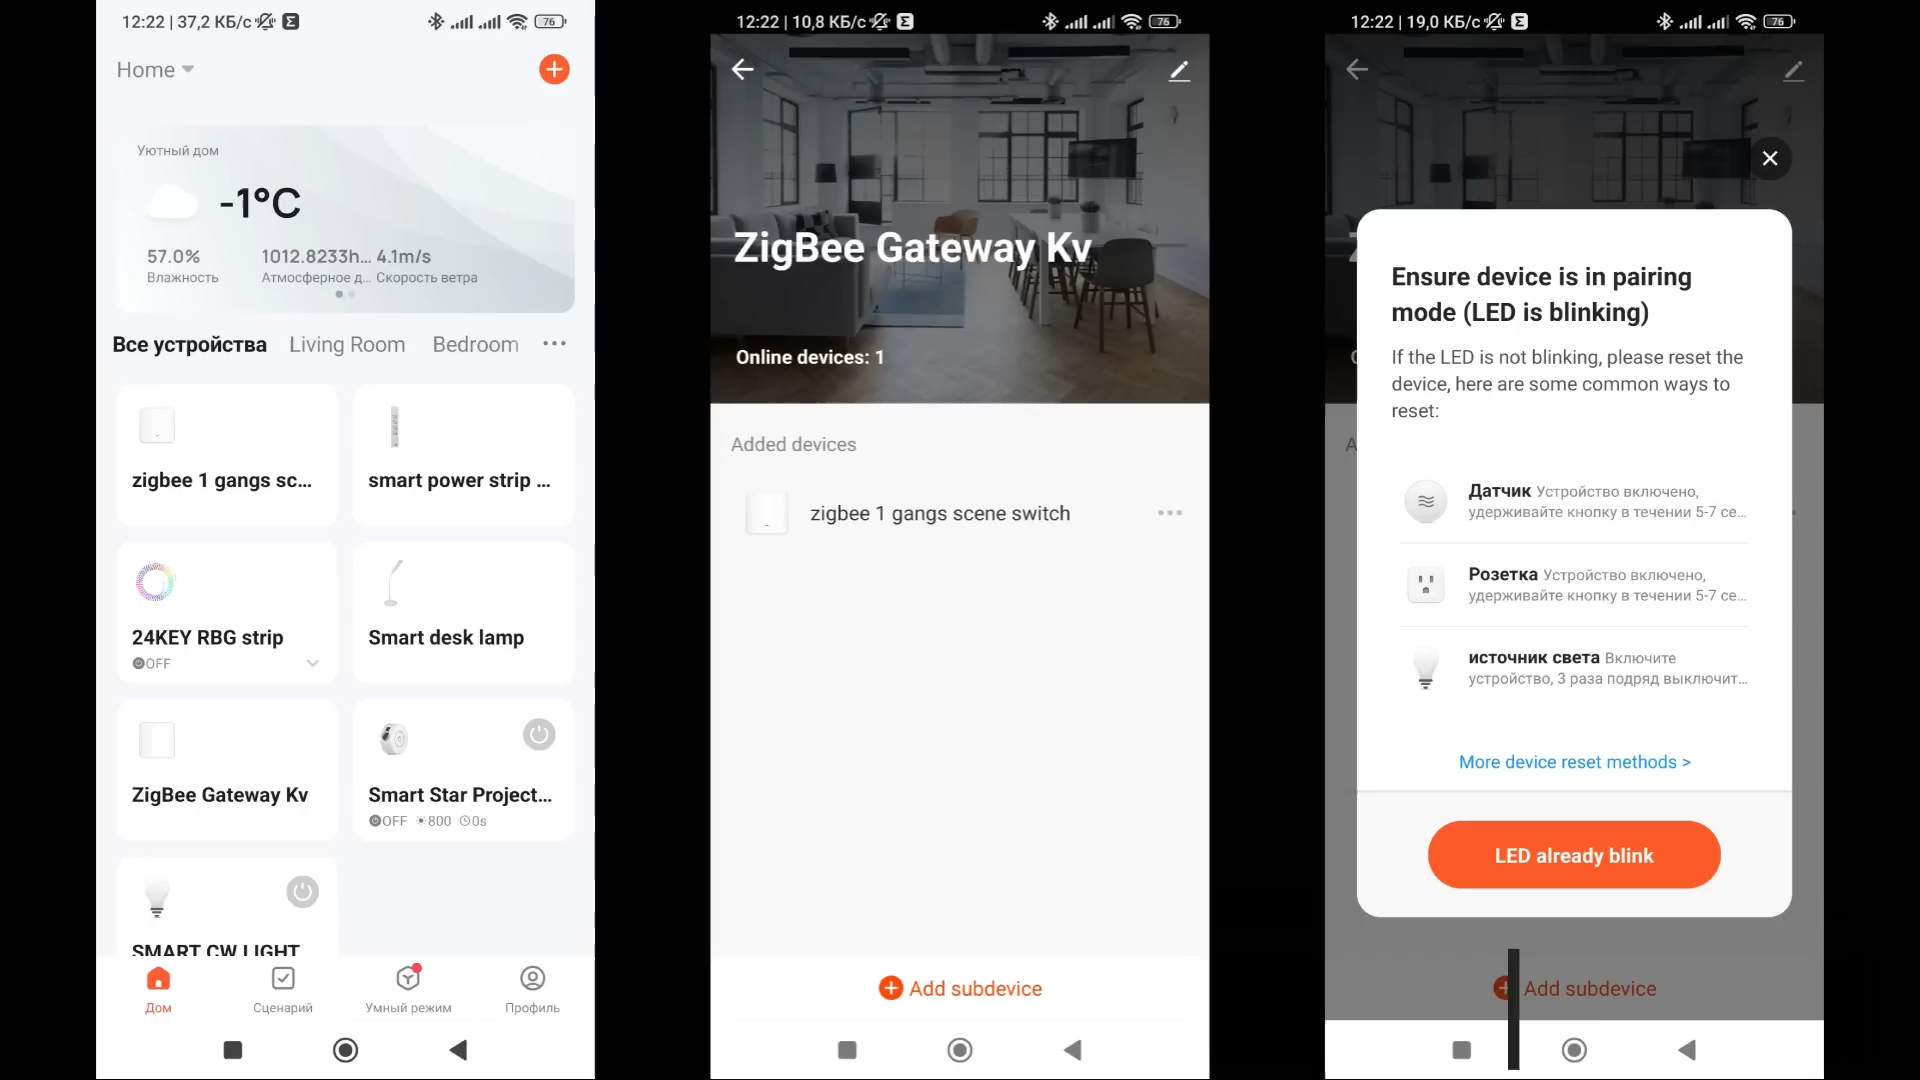 12:22 | 37,2 КБ/с
76
Home
Уютный дом
-1°C
57.0%
1012.8233h... 4.1m/s
Влажность
Атмосферное д... Скорость ветра
Все устройства
Living Room
Bedroom
zigbee 1 gangs sc...
smart power strip ...
24KEY RBG strip
OFF
Smart desk lamp
ZigBee Gateway Kv
Smart Star Project...
OFF 800 0s
SMART CW LIGHT
Дом
Сценарий
Умный режим
Профиль
12:22 | 10,8 КБ/с
76
ZigBee Gateway Kv
Online devices: 1
Added devices
zigbee 1 gangs scene switch
Add subdevice
12:22 | 19,0 КБ/с
76
Ensure device is in pairing
mode (LED is blinking)
If the LED is not blinking, please reset the
device, here are some common ways to
reset:
Датчик Устройство включено,
удерживайте кнопку в течении 5-7 се...
Розетка Устройство включено,
удерживайте кнопку в течении 5-7 се...
источник света Включите
устройство, 3 раза подряд выключит...
More device reset methods >
LED already blink
Add subdevice